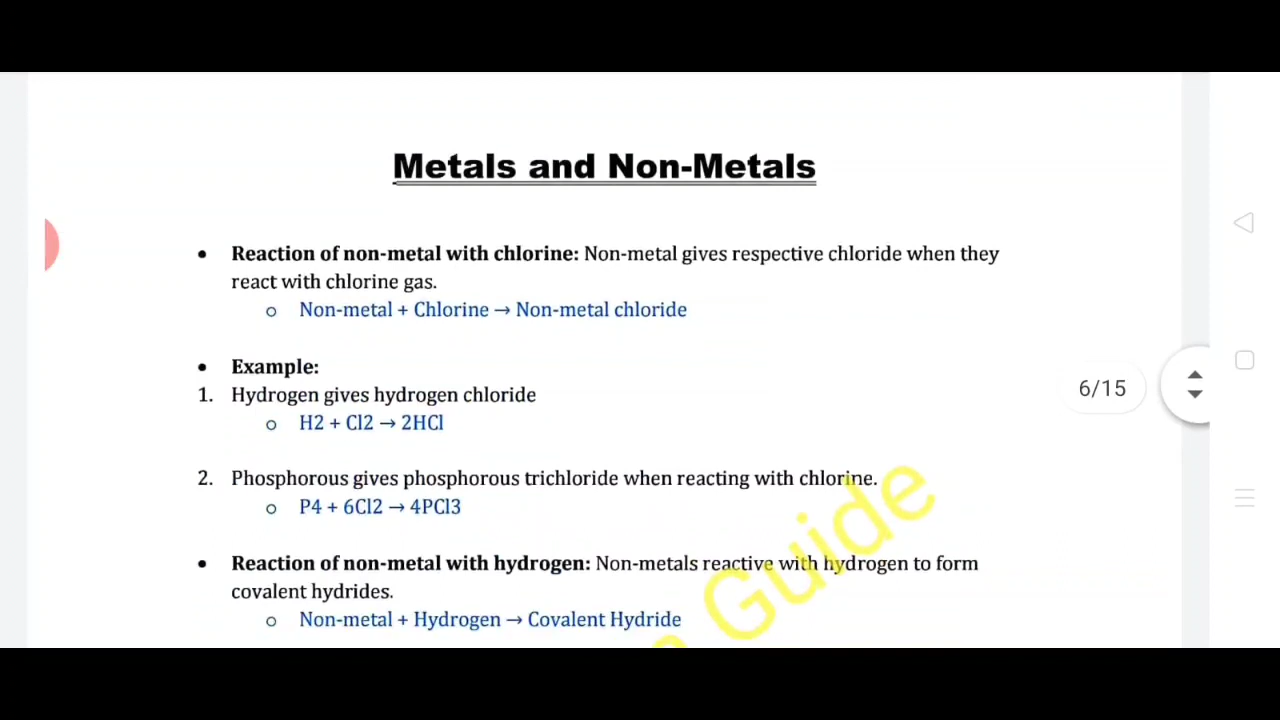 Metals and Non-Metals
• Reaction of non-metal with chlorine: Non-metal gives respective chloride when they
react with chlorine gas.
o Non-metal + Chlorine → Non-metal chloride
• Example:
1. Hydrogen gives hydrogen chloride
o H2 + Cl2 → 2HCl
6/15
2. Phosphorous gives phosphorous trichloride when reacting with chlorine.
o P4 + 6Cl2 → 4PCl3
• Reaction of non-metal with hydrogen: Non-metals reactive with hydrogen to form
covalent hydrides.
o Non-metal + Hydrogen → Covalent Hydride
Guide